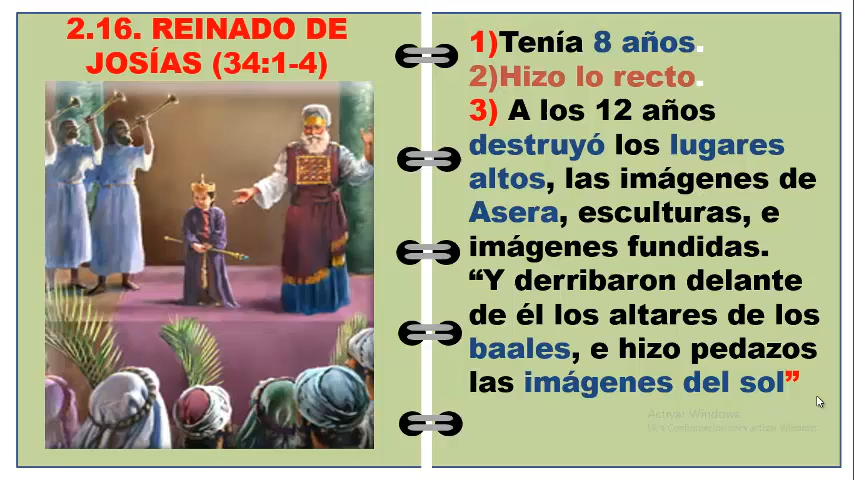 2.16. REINADO DE
JOSÍAS (34:1-4)
1)Tenía 8 años.
2)Hizo lo recto.
3) A los 12 años
destruyó los lugares
altos, las imágenes de
Asera, esculturas, e
imágenes fundidas.
“Y derribaron delante
de él los altares de los
baales, e hizo pedazos
las imágenes del sol”
Activar Windows